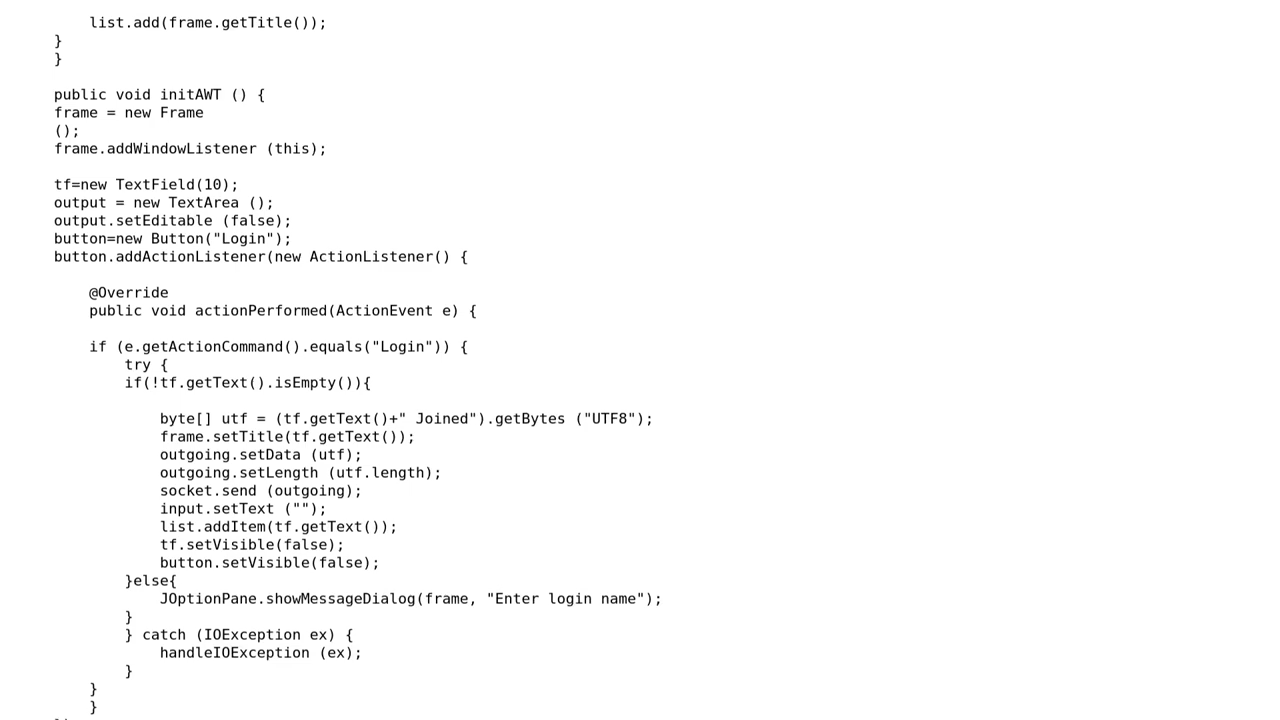 list.add(frame.getTitle());
}
}
public void initAWT () {
frame = new Frame
();
frame.addWindowListener (this);
tf=new TextField(10);
output = new TextArea ();
output.setEditable (false);
button=new Button("Login");
button.addActionListener(new ActionListener() {
@Override
public void actionPerformed(ActionEvent e) {
if (e.getActionCommand().equals("Login")) {
try {
if(!tf.getText().isEmpty()){
byte[] utf = (tf.getText()+" Joined").getBytes ("UTF8");
frame.setTitle(tf.getText());
outgoing.setData (utf);
outgoing.setLength (utf.length);
socket.send (outgoing);
input.setText ("");
list.addItem(tf.getText());
tf.setVisible(false);
button.setVisible(false);
}else{
JOptionPane.showMessageDialog(frame, "Enter login name");
}
} catch (IOException ex) {
handleIOException (ex);
}
}
}